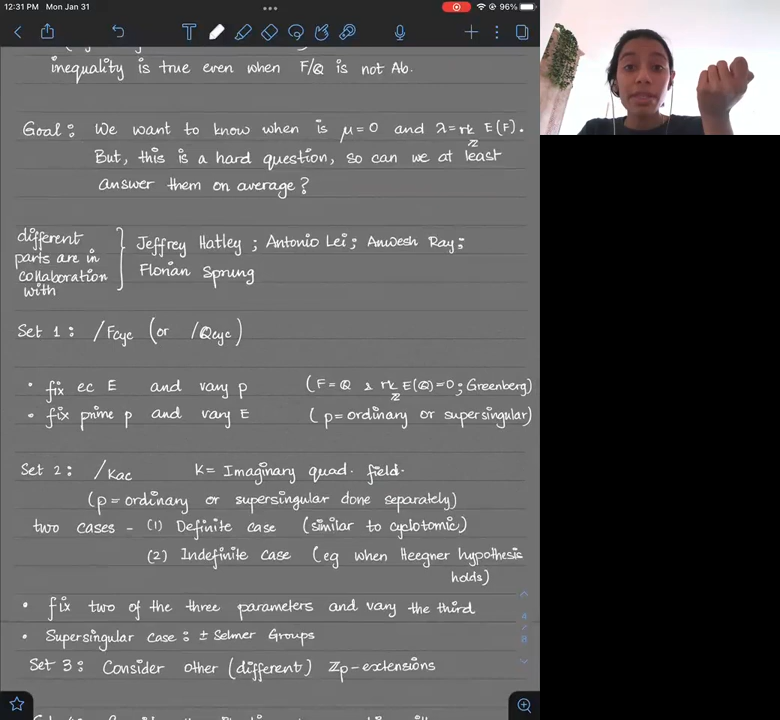 12:31 PM Mon Jan 31
96%
inequality is true even when F/Q is not Ab.
Goal: We want to know when is μ=0 and λ=rk_Z E(F).
But, this is a hard question, so can we at least
answer them on average?
different
parts are in
collaboration
with
Jeffrey Hatley; Antonio Lei; Anwesh Ray;
Florian Sprung
Set 1: /Fcyc (or /Qcyc)
• fix ec E and vary p (F=Q & rk_Z E(Q)=0; Greenberg)
• fix prime p and vary E (p=ordinary or supersingular)
Set 2: /Kac K= Imaginary quad. field.
(p=ordinary or supersingular done separately)
two cases - (1) Definite case (similar to cyclotomic)
(2) Indefinite case (eg when Heegner hypothesis
holds)
• fix two of the three parameters and vary the third
• Supersingular case: ± Selmer Groups
Set 3: Consider other (different) Zp-extensions